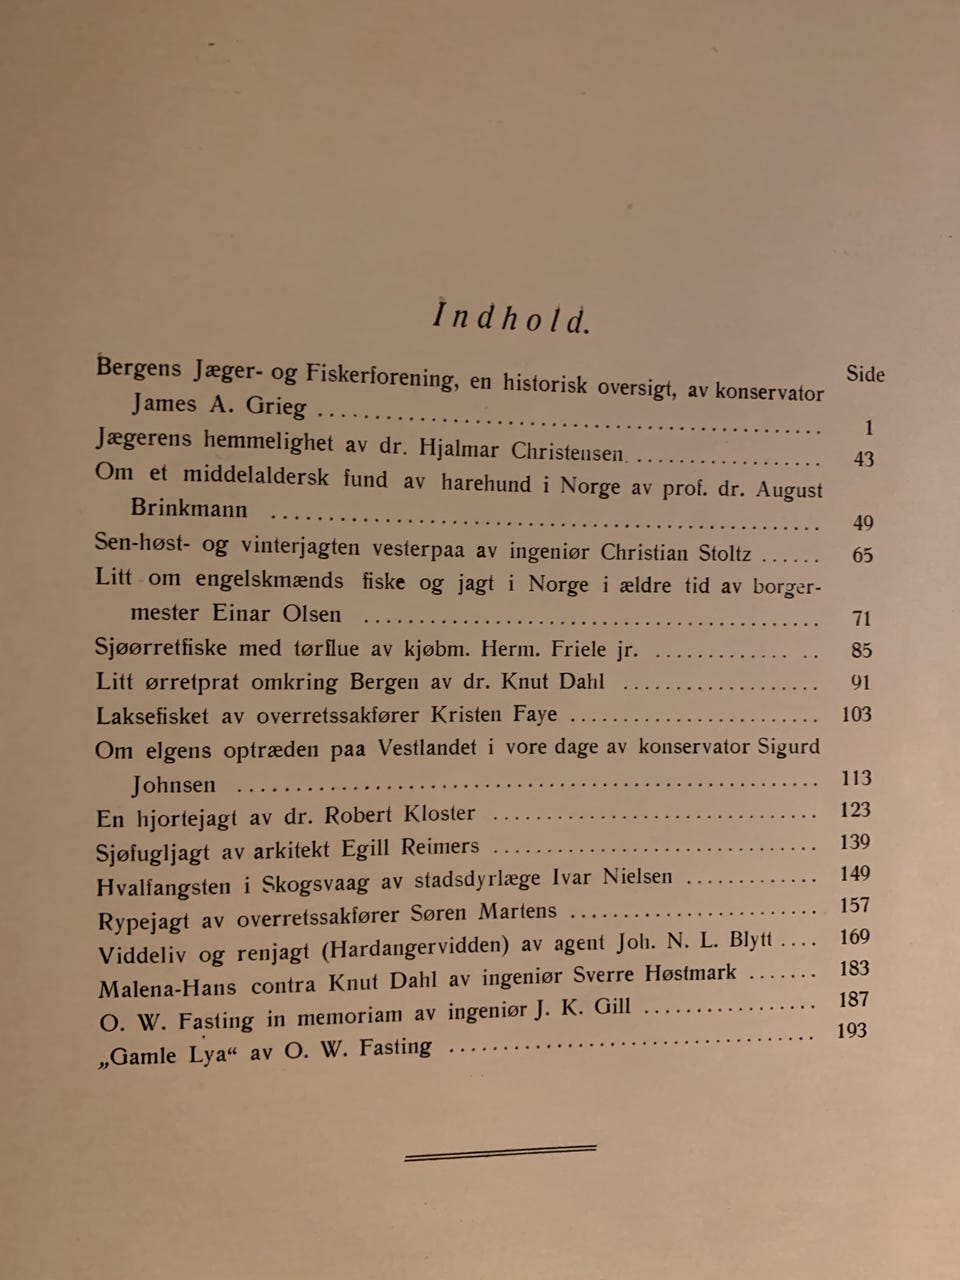 Indhold.
Side
Bergens Jæger- og Fiskerforening, en historisk oversigt, av konservator
James A. Grieg ................................................ 1
Jægerens hemmelighet av dr. Hjalmar Christensen .................. 43
Om et middelaldersk fund av harehund i Norge av prof. dr. August
Brinkmann .................................................... 49
Sen-høst- og vinterjagten vesterpaa av ingeniør Christian Stoltz ...... 65
Litt om engelskmænds fiske og jagt i Norge i ældre tid av borger-
mester Einar Olsen .......................................... 71
Sjøørretfiske med tørflue av kjøbm. Herm. Friele jr. ............. .. 85
Litt ørretprat omkring Bergen av dr. Knut Dahl ................... 91
Laksefisket av overretssakfører Kristen Faye ........................ 103
Om elgens optræden paa Vestlandet i vore dage av konservator Sigurd
Johnsen ...................................................... 113
En hjortejagt av dr. Robert Kloster ............................... 123
Sjøfugljagt av arkitekt Egill Reimers ............................... 139
Hvalfangsten i Skogsvaag av stadsdyrlæge Ivar Nielsen ............. 149
Rypejagt av overretssakfører Søren Martens ........................ 157
Viddeliv og renjagt (Hardangervidden) av agent Joh. N. L. Blytt .... 169
Malena-Hans contra Knut Dahl av ingeniør Sverre Høstmark ....... 183
O. W. Fasting in memoriam av ingeniør J. K. Gill ................. 187
„Gamle Lya“ av O. W. Fasting ................................... 193